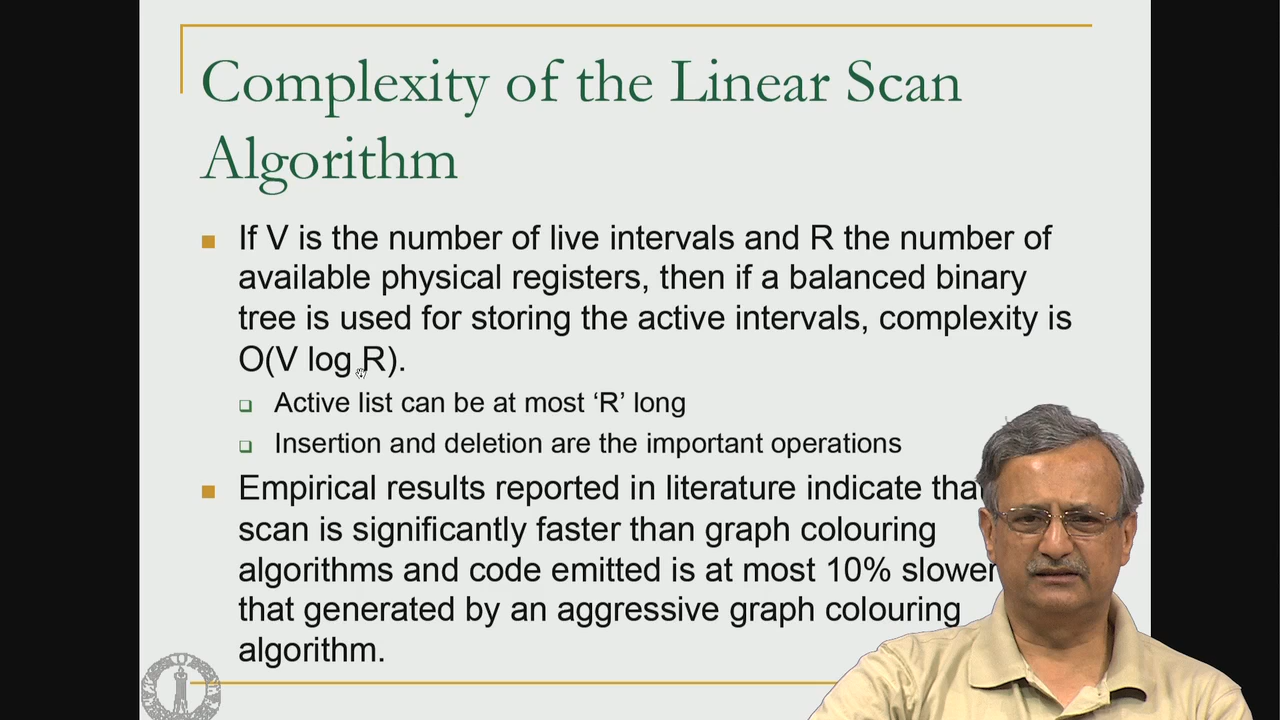 Complexity of the Linear Scan
Algorithm
If V is the number of live intervals and R the number of
available physical registers, then if a balanced binary
tree is used for storing the active intervals, complexity is
O(V log R).
Active list can be at most ‘R’ long
Insertion and deletion are the important operations
Empirical results reported in literature indicate
scan is significantly faster than graph colouring
algorithms and code emitted is at most 10% slower
that generated by an aggressive graph colouring
algorithm.